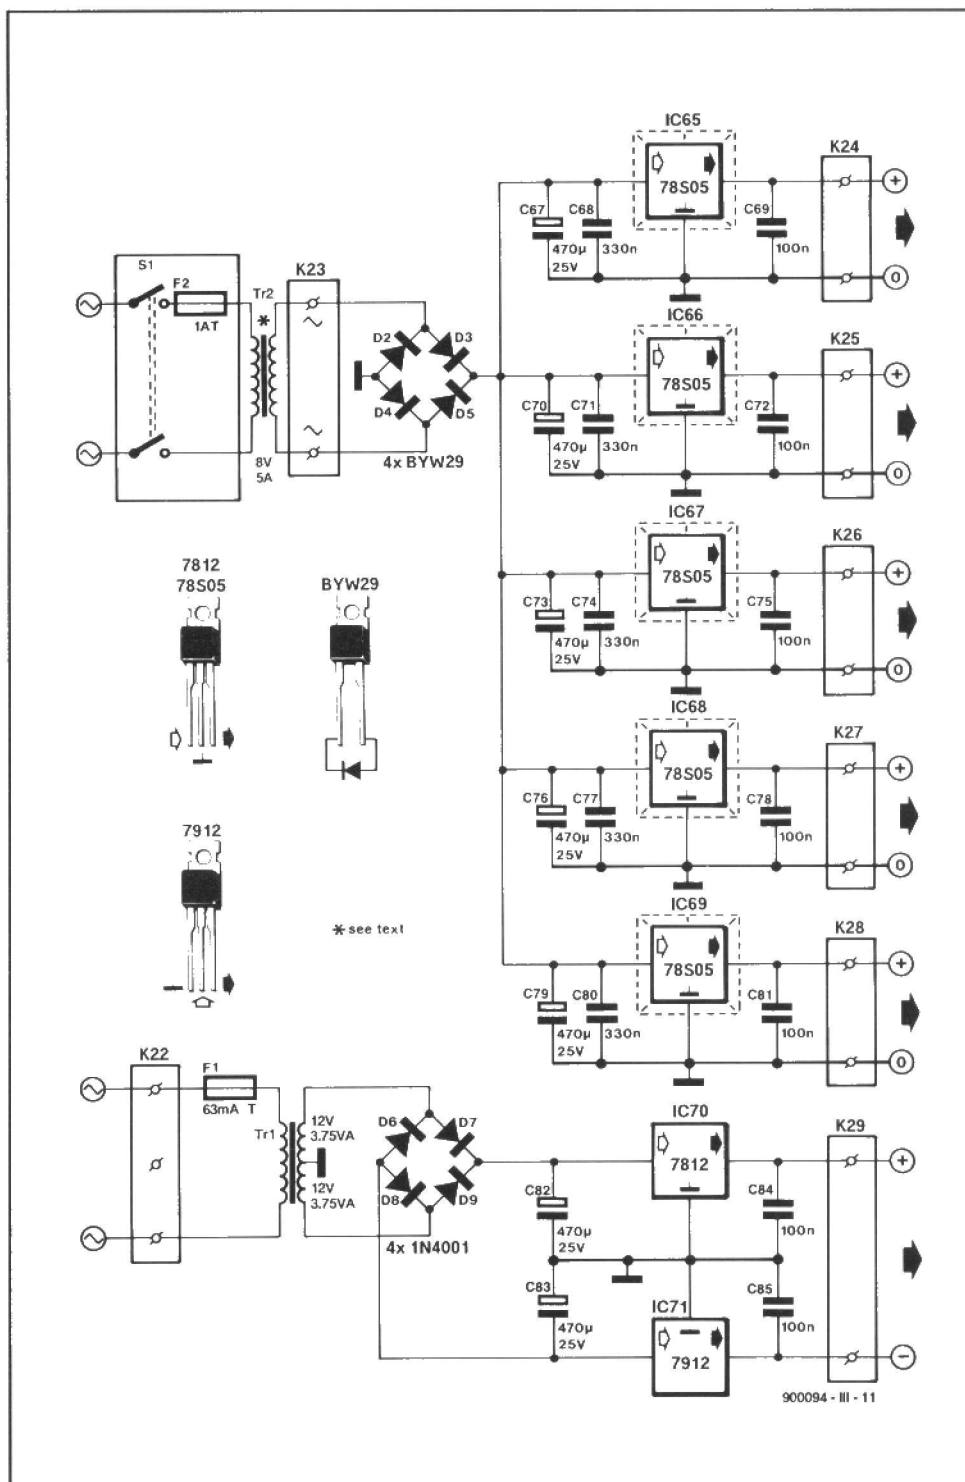 IC65
K24
78S05
C67
C68
C69
470µ
25V
330n
100n
+
0
S1
F2
1AT
Tr2
*
K23
8V
5A
D2
D3
D4
D5
4x BYW29
IC66
K25
78S05
C70
C71
C72
470µ
25V
330n
100n
+
0
IC67
K26
78S05
C73
C74
C75
470µ
25V
330n
100n
+
0
7812
78S05
BYW29
IC68
K27
78S05
C76
C77
C78
470µ
25V
330n
100n
+
0
7912
* see text
IC69
K28
78S05
C79
C80
C81
470µ
25V
330n
100n
+
0
K22
F1
63mA T
Tr1
12V
3.75VA
12V
3.75VA
D6
D7
D8
D9
4x 1N4001
IC70
K29
7812
C82
470µ
25V
C84
100n
+
C83
470µ
25V
IC71
7912
C85
100n
−
900094 - III - 11